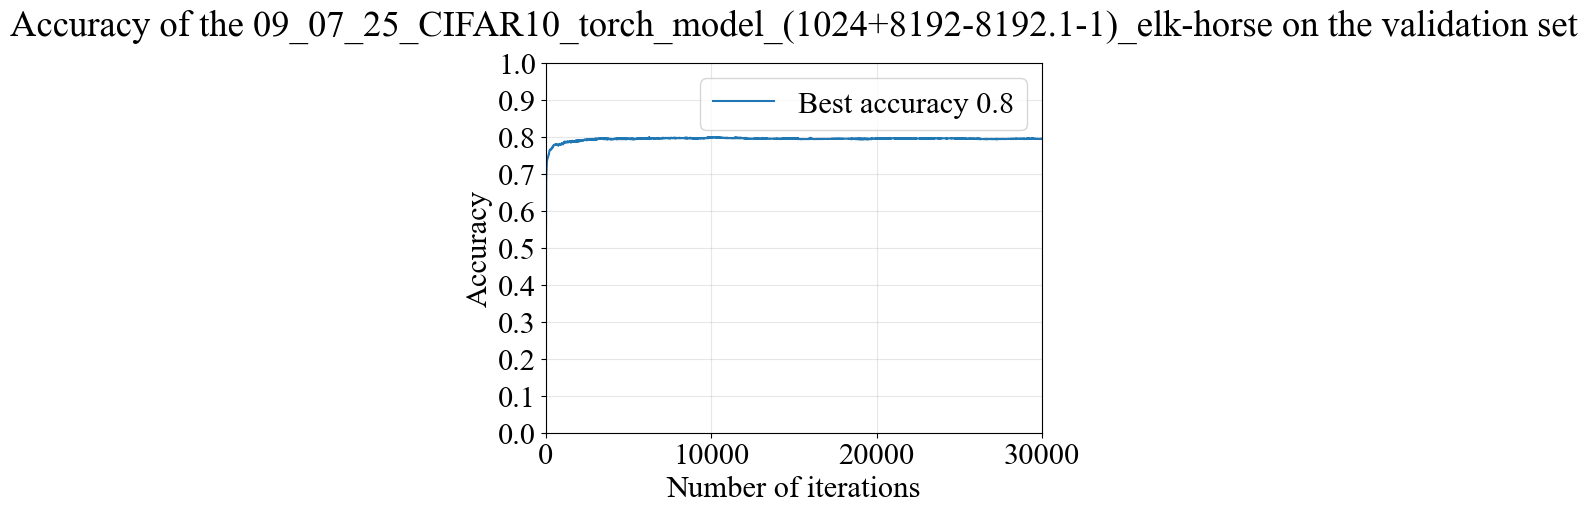 Accuracy of the 09_07_25_CIFAR10_torch_model_(1024+8192-8192.1-1)_elk-horse on the validation set
1.0
0.9
0.8
0.7
0.6
0.5
0.4
0.3
0.2
0.1
0.0
Accuracy
Best accuracy 0.8
0 10000 20000 30000
Number of iterations